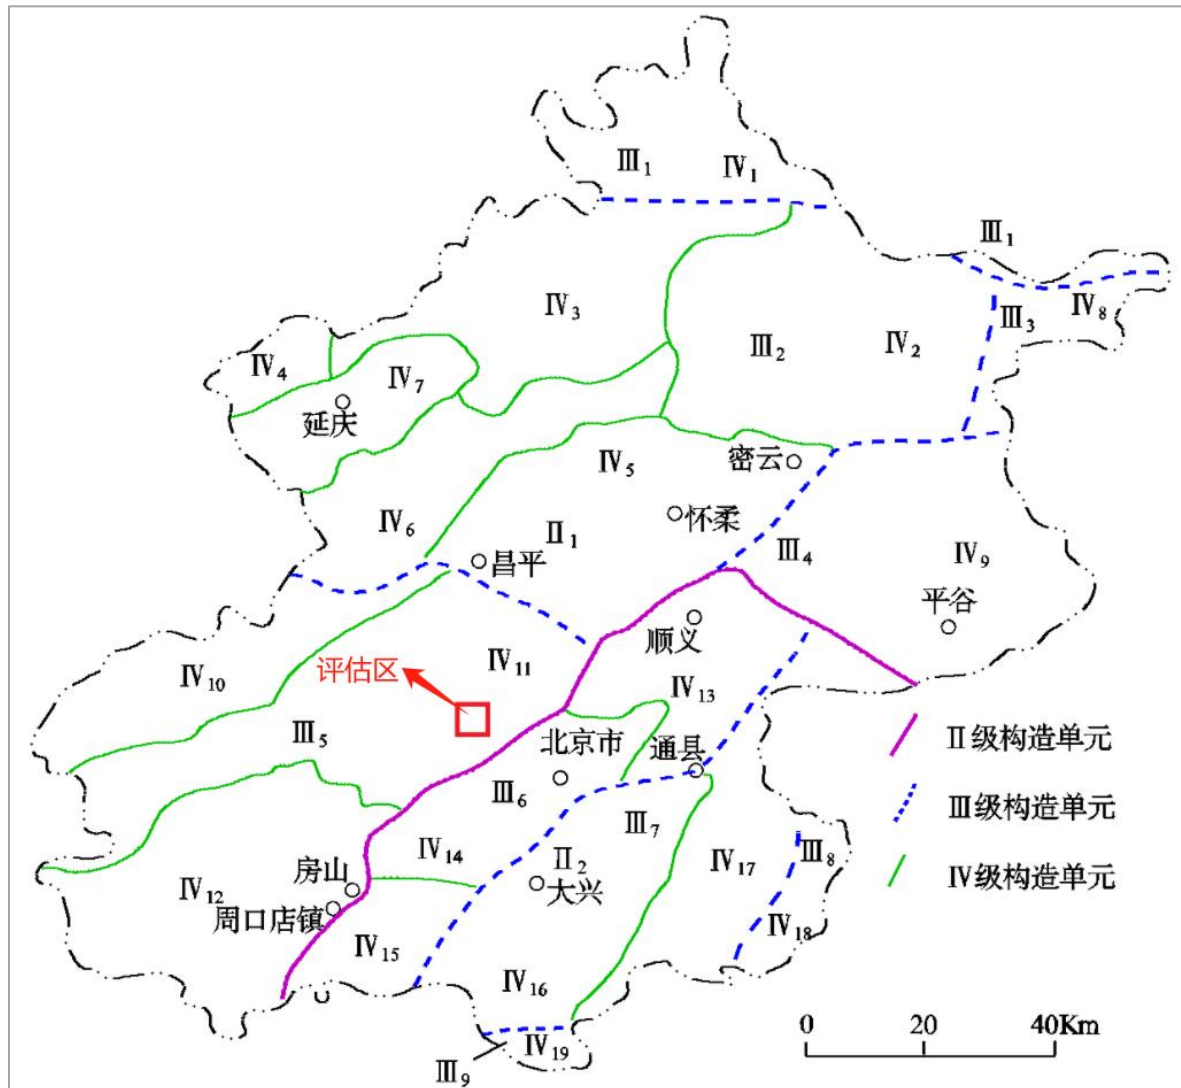 Ⅲ₁
Ⅳ₁
Ⅲ₁
Ⅳ₃
Ⅲ₃
Ⅳ₈
Ⅲ₂
Ⅳ₂
Ⅳ₄
Ⅳ₇
延庆
Ⅳ₅
密云
Ⅳ₆
Ⅱ₁
怀柔
昌平
Ⅲ₄
Ⅳ₉
平谷
顺义
评估区
Ⅳ₁₁
Ⅳ₁₀
Ⅳ₁₃
Ⅲ₅
北京市
通县
Ⅱ级构造单元
Ⅲ₆
Ⅲ₇
Ⅲ级构造单元
Ⅳ₁₄
Ⅱ₂
Ⅳ₁₇
Ⅲ₈
房山
Ⅳ₁₂
大兴
Ⅳ级构造单元
周口店镇
Ⅳ₁₅
Ⅳ₁₈
Ⅳ₁₆
0 20 40Km
Ⅳ₁₉
Ⅲ₉